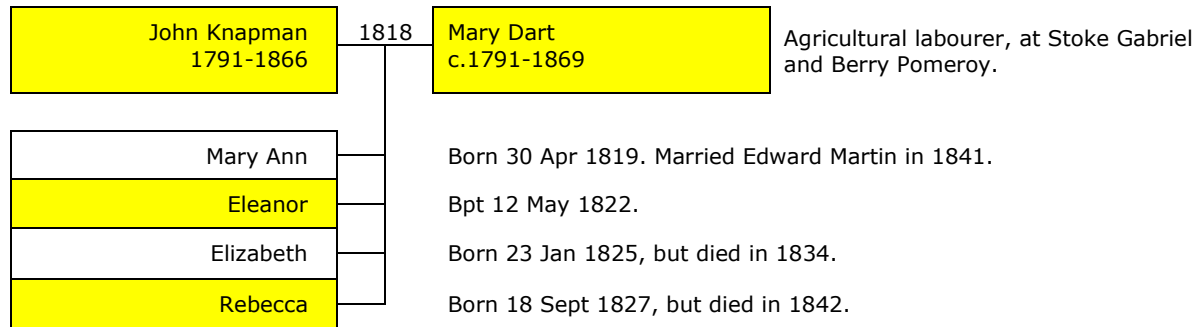 John Knapman
1791-1866
1818
Mary Dart
c.1791-1869
Agricultural labourer, at Stoke Gabriel
and Berry Pomeroy.
Mary Ann
Born 30 Apr 1819. Married Edward Martin in 1841.
Eleanor
Bpt 12 May 1822.
Elizabeth
Born 23 Jan 1825, but died in 1834.
Rebecca
Born 18 Sept 1827, but died in 1842.